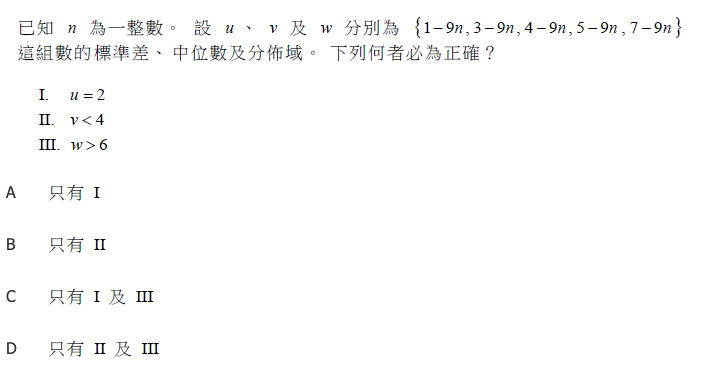 已知 n 為一整數。 設 u、 v 及 w 分別為 {1−9n, 3−9n, 4−9n, 5−9n, 7−9n}
這組數的標準差、中位數及分佈域。 下列何者必為正確？
I. u = 2
II. v < 4
III. w > 6
A 只有 I
B 只有 II
C 只有 I 及 III
D 只有 II 及 III